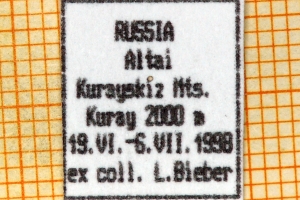 RUSSIA
Altai
Kurayskiz Mts.
Kuray 2000 m
19.VI.-6.VII.1998
ex coll. L.Bieber